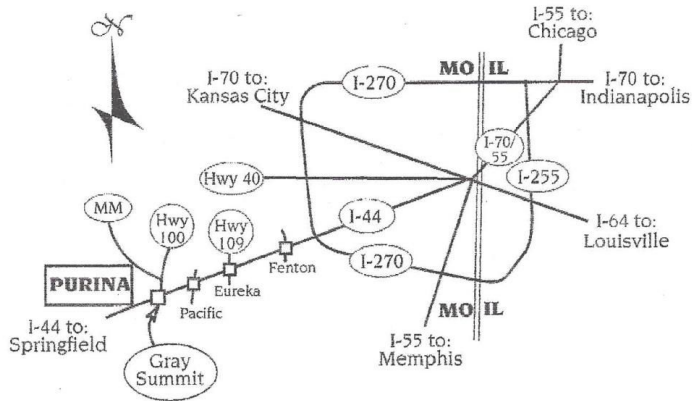 N
I-55 to:
Chicago
I-70 to:
Kansas City
I-270
MO
IL
I-70 to:
Indianapolis
I-70/
55
Hwy 40
I-255
MM
Hwy
100
Hwy
109
I-44
I-64 to:
Louisville
Fenton
I-270
PURINA
Eureka
Pacific
I-44 to:
Springfield
MO
IL
I-55 to:
Memphis
Gray
Summit